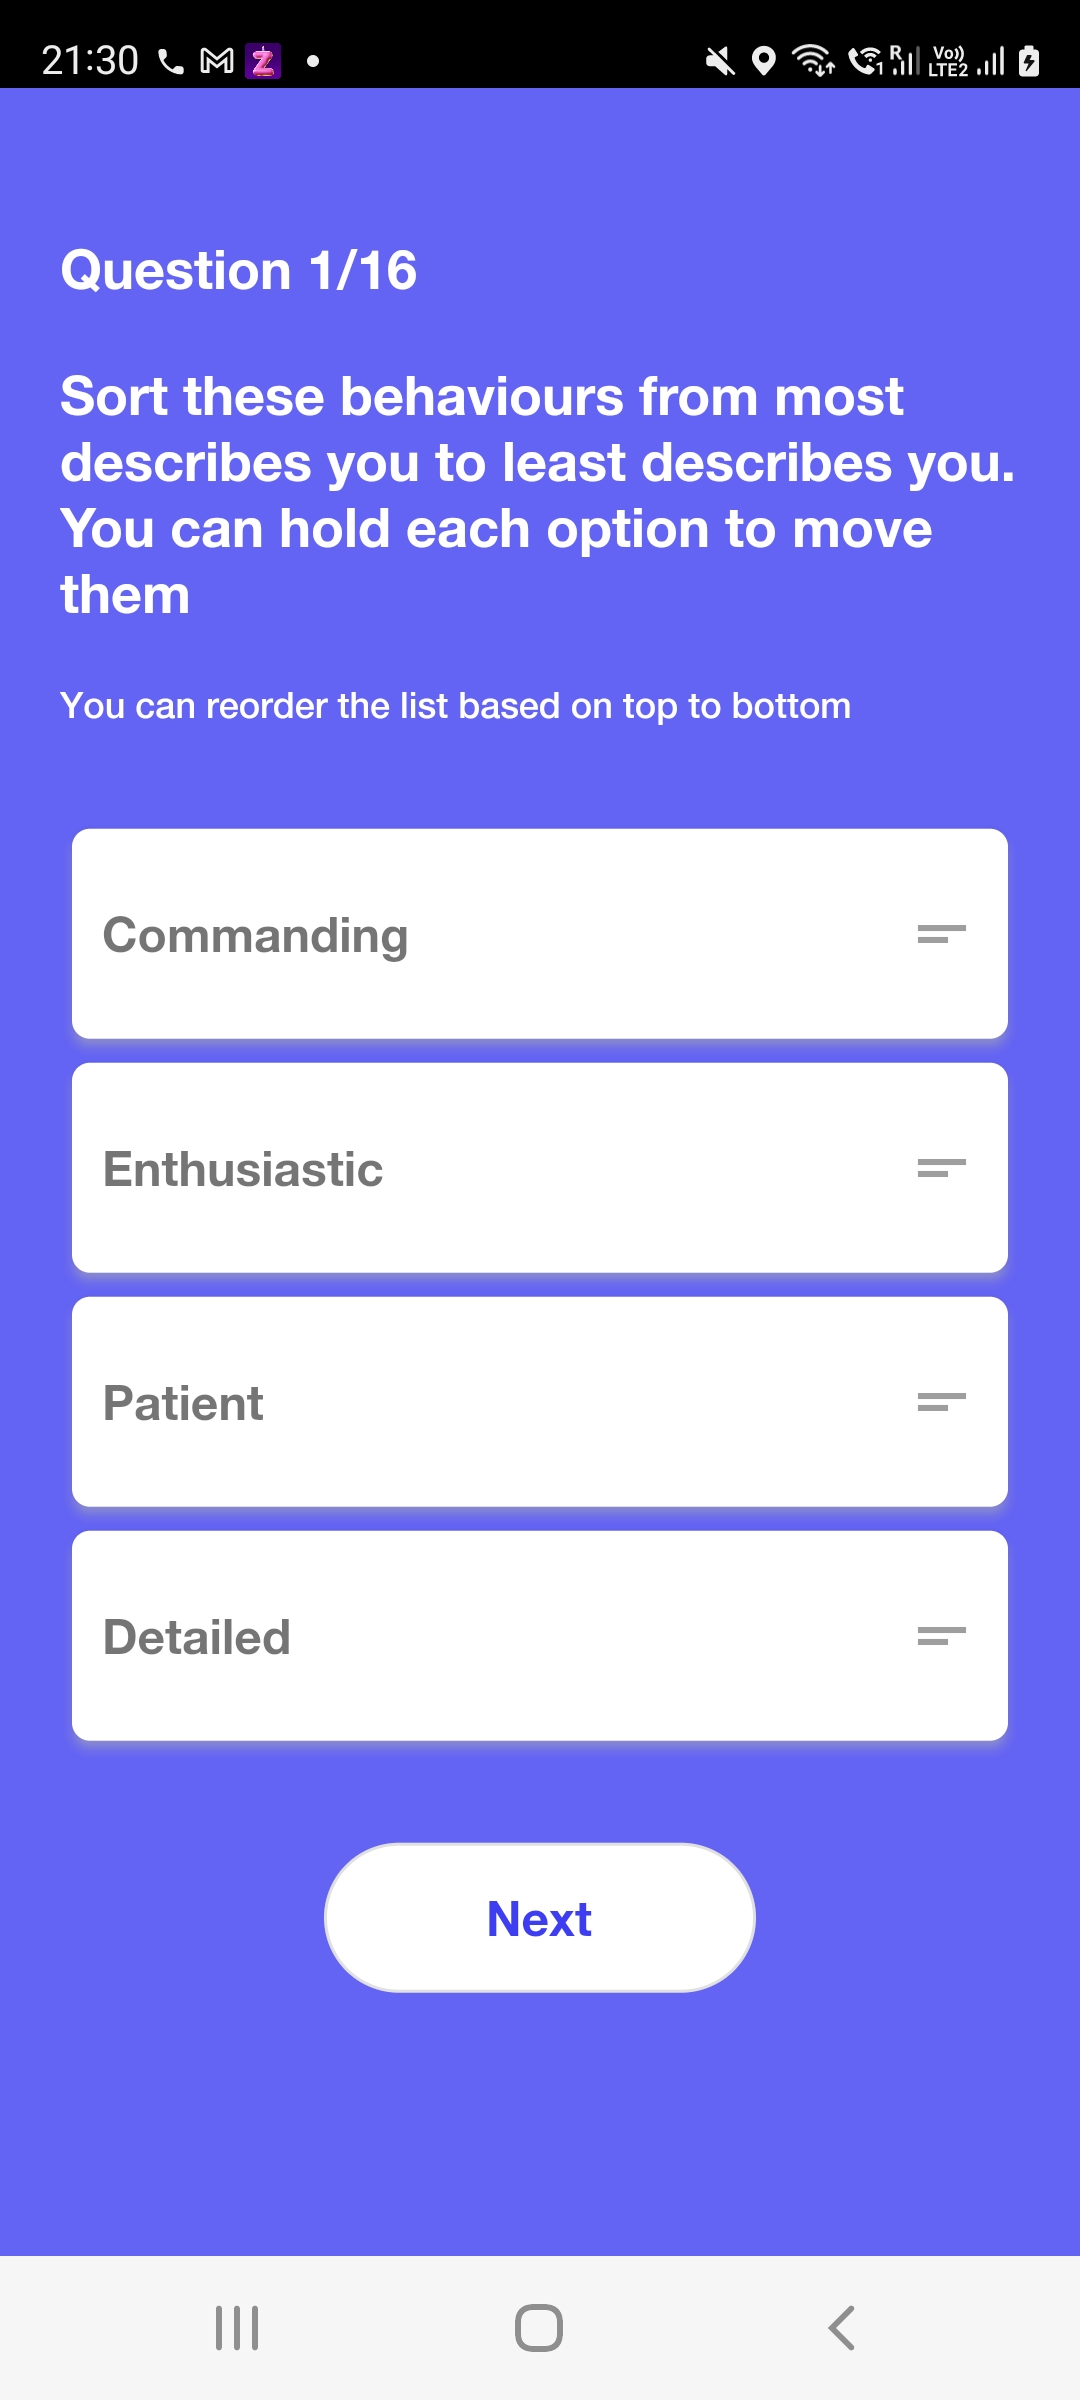 21:30
R
1
Vo))
LTE2
Question 1/16
Sort these behaviours from most
describes you to least describes you.
You can hold each option to move
them
You can reorder the list based on top to bottom
Commanding
Enthusiastic
Patient
Detailed
Next